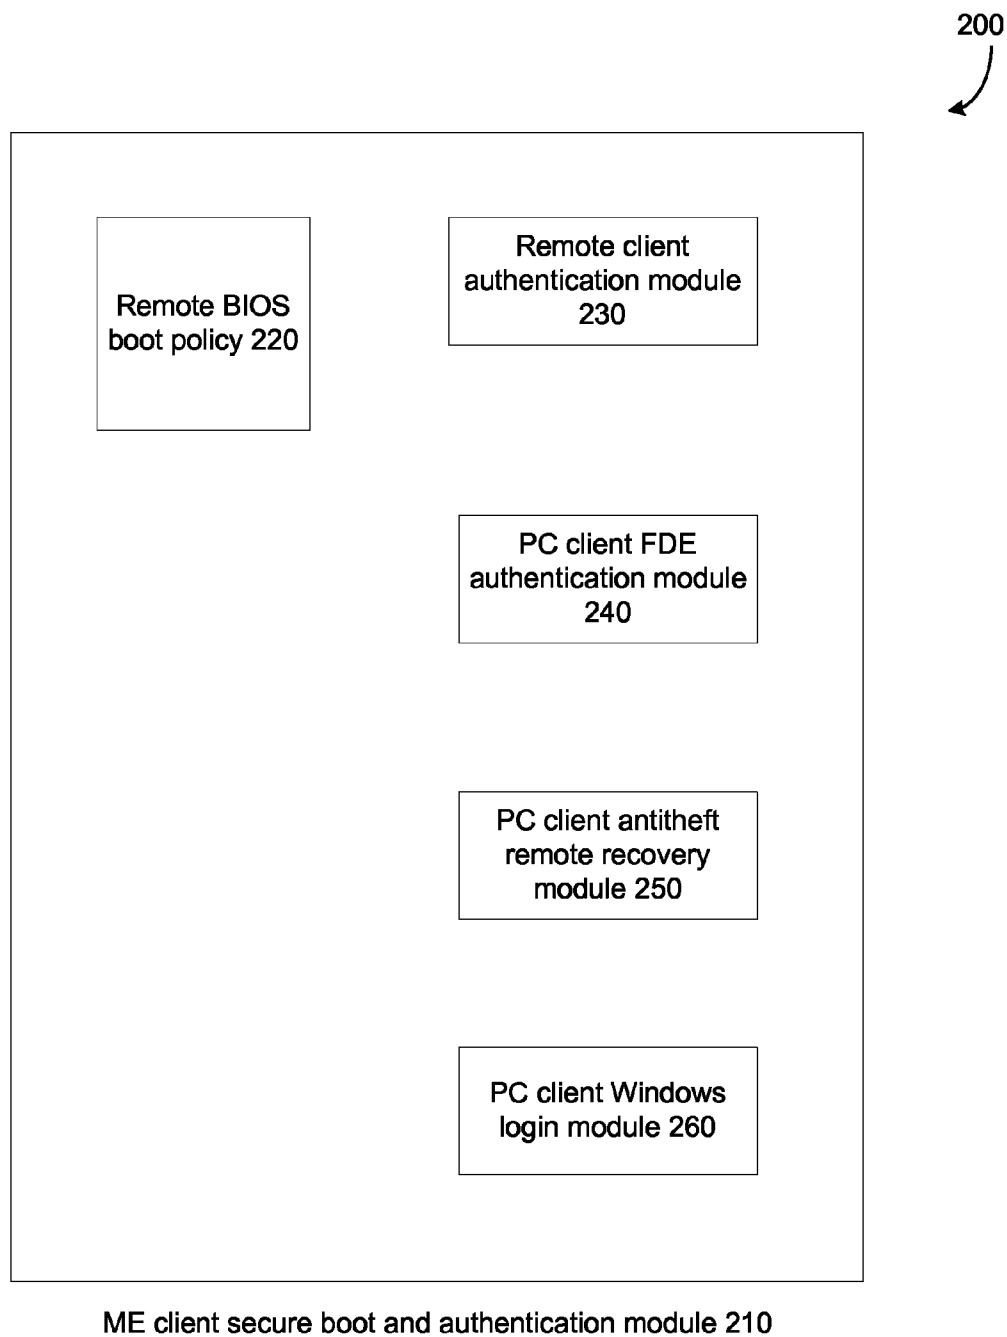 200
Remote BIOS
boot policy 220
Remote client
authentication module
230
PC client FDE
authentication module
240
PC client antitheft
remote recovery
module 250
PC client Windows
login module 260
ME client secure boot and authentication module 210